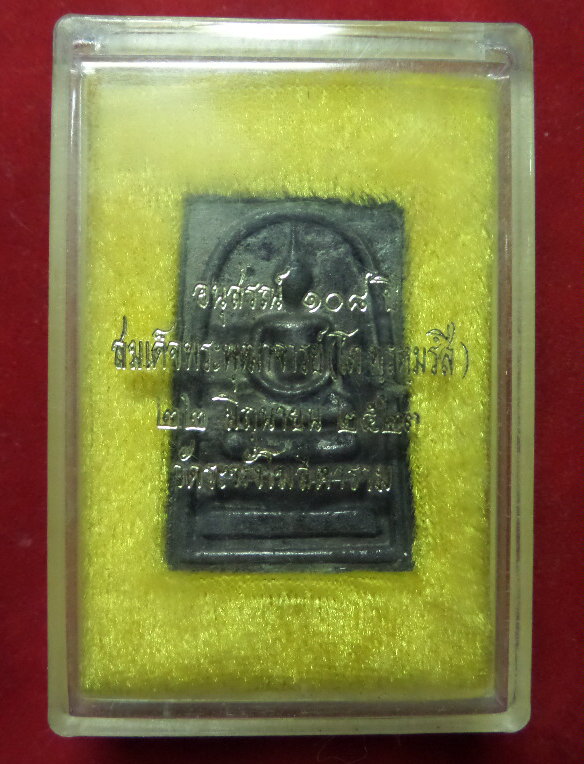 อนุสรณ์ ๑๐๘ ปี
สมเด็จพระพุฒาจารย์ (โต พฺรหฺมรํสี)
๒๒ มิถุนายน ๒๕๒๓
วัดระฆังโฆสิตาราม